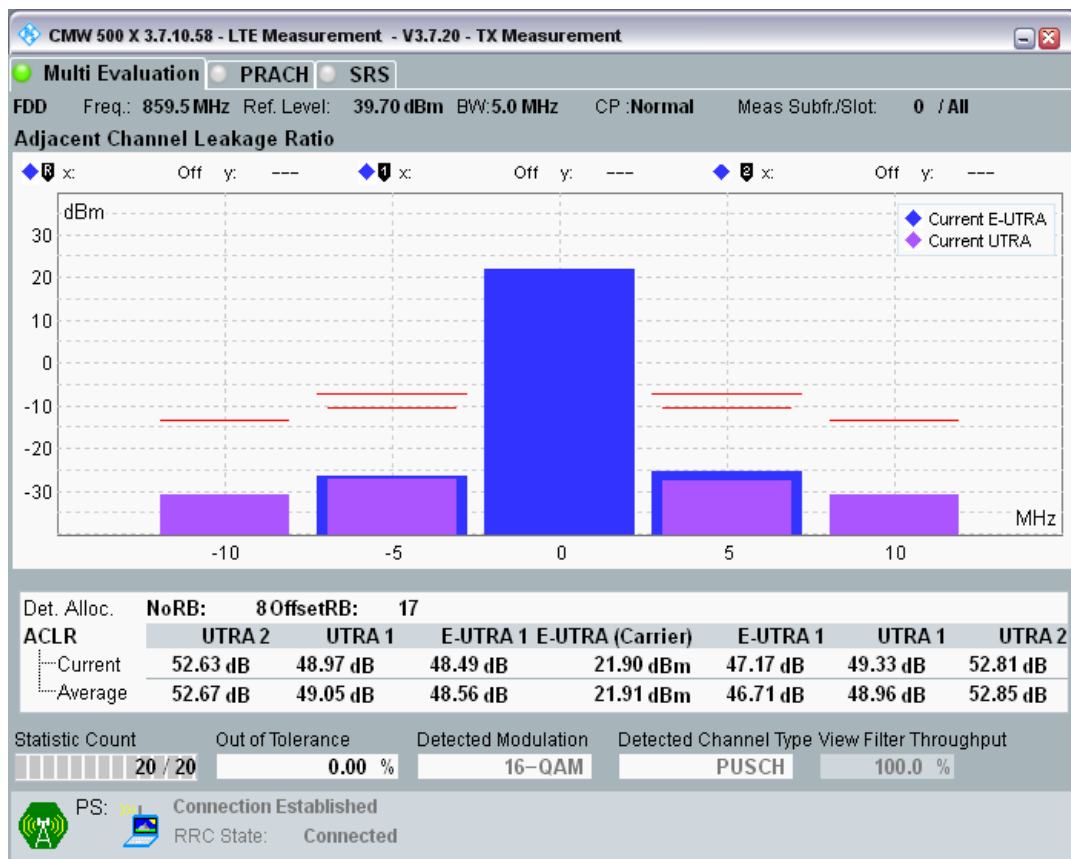 CMW 500 X 3.7.10.58 - LTE Measurement - V3.7.20 - TX Measurement
Multi Evaluation PRACH SRS
FDD Freq.: 859.5 MHz Ref. Level: 39.70 dBm BW:5.0 MHz CP :Normal Meas Subfr./Slot: 0 / All
Adjacent Channel Leakage Ratio
R x: Off y: --- 1 x: Off y: --- 2 x: Off y: ---
dBm
Current E-UTRA
Current UTRA
30
20
10
0
-10
-20
-30
MHz
-10 -5 0 5 10
Det. Alloc. NoRB: 8 OffsetRB: 17
ACLR UTRA 2 UTRA 1 E-UTRA 1 E-UTRA (Carrier) E-UTRA 1 UTRA 1 UTRA 2
Current 52.63 dB 48.97 dB 48.49 dB 21.90 dBm 47.17 dB 49.33 dB 52.81 dB
Average 52.67 dB 49.05 dB 48.56 dB 21.91 dBm 46.71 dB 48.96 dB 52.85 dB
Statistic Count Out of Tolerance Detected Modulation Detected Channel Type View Filter Throughput
20 / 20 0.00 % 16-QAM PUSCH 100.0 %
PS: Connection Established
RRC State: Connected